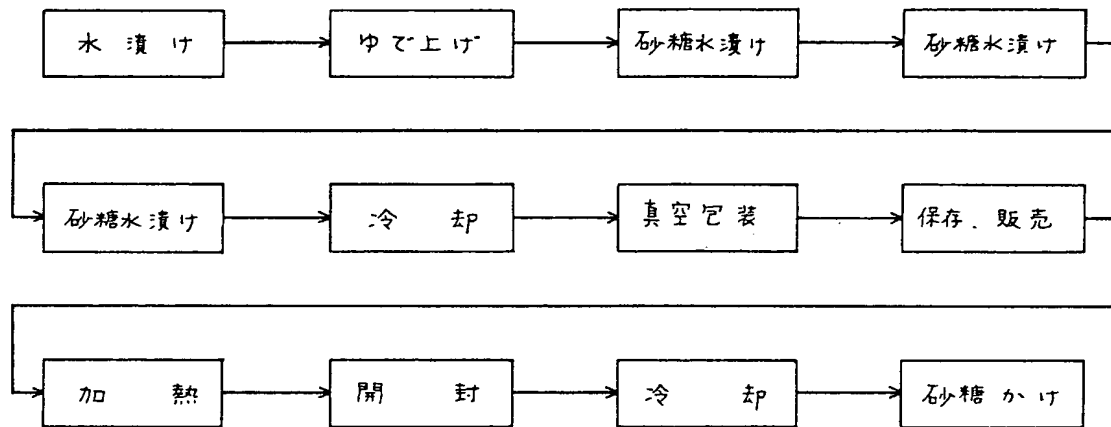 水漬け ゆで上げ 砂糖水漬け 砂糖水漬け
砂糖水漬け 冷却 真空包装 保存、販売
加熱 開封 冷却 砂糖かけ